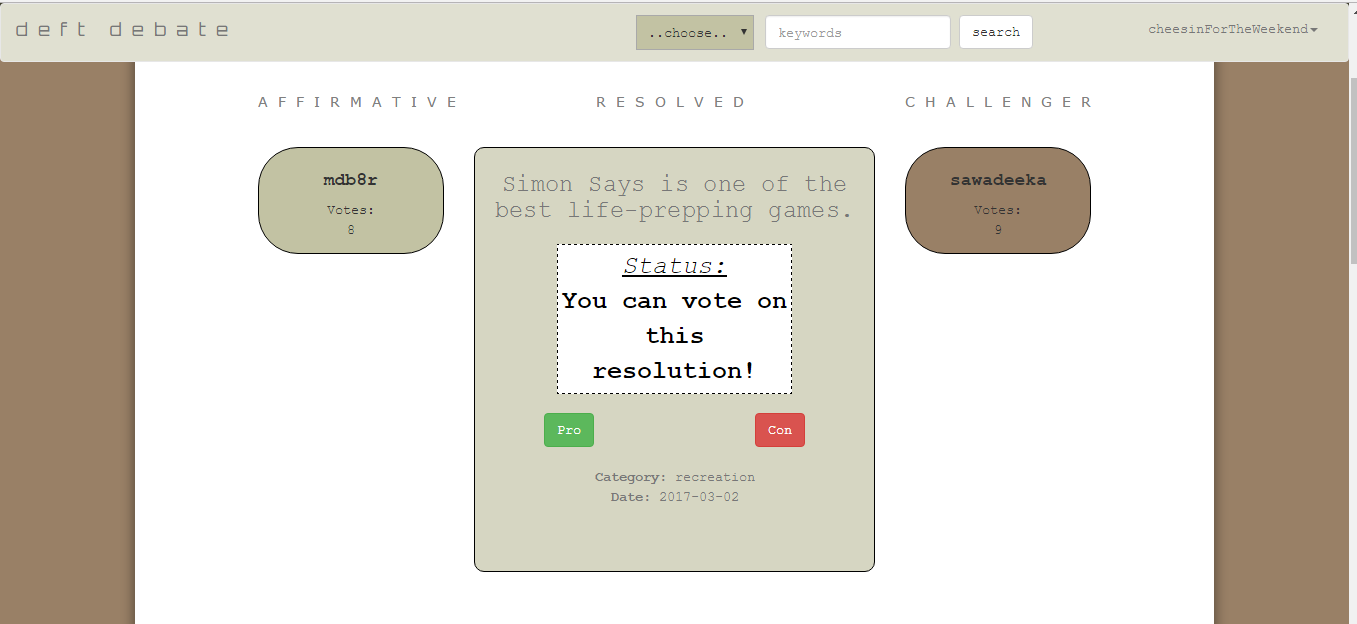 deft debate
..choose..
keywords
search
cheesinForTheWeekend
AFFIRMATIVE
RESOLVED
CHALLENGER
mdb8r
Votes:
8
Simon Says is one of the
best life-prepping games.
Status:
You can vote on
this
resolution!
Pro
Con
Category: recreation
Date: 2017-03-02
sawadeeka
Votes:
9